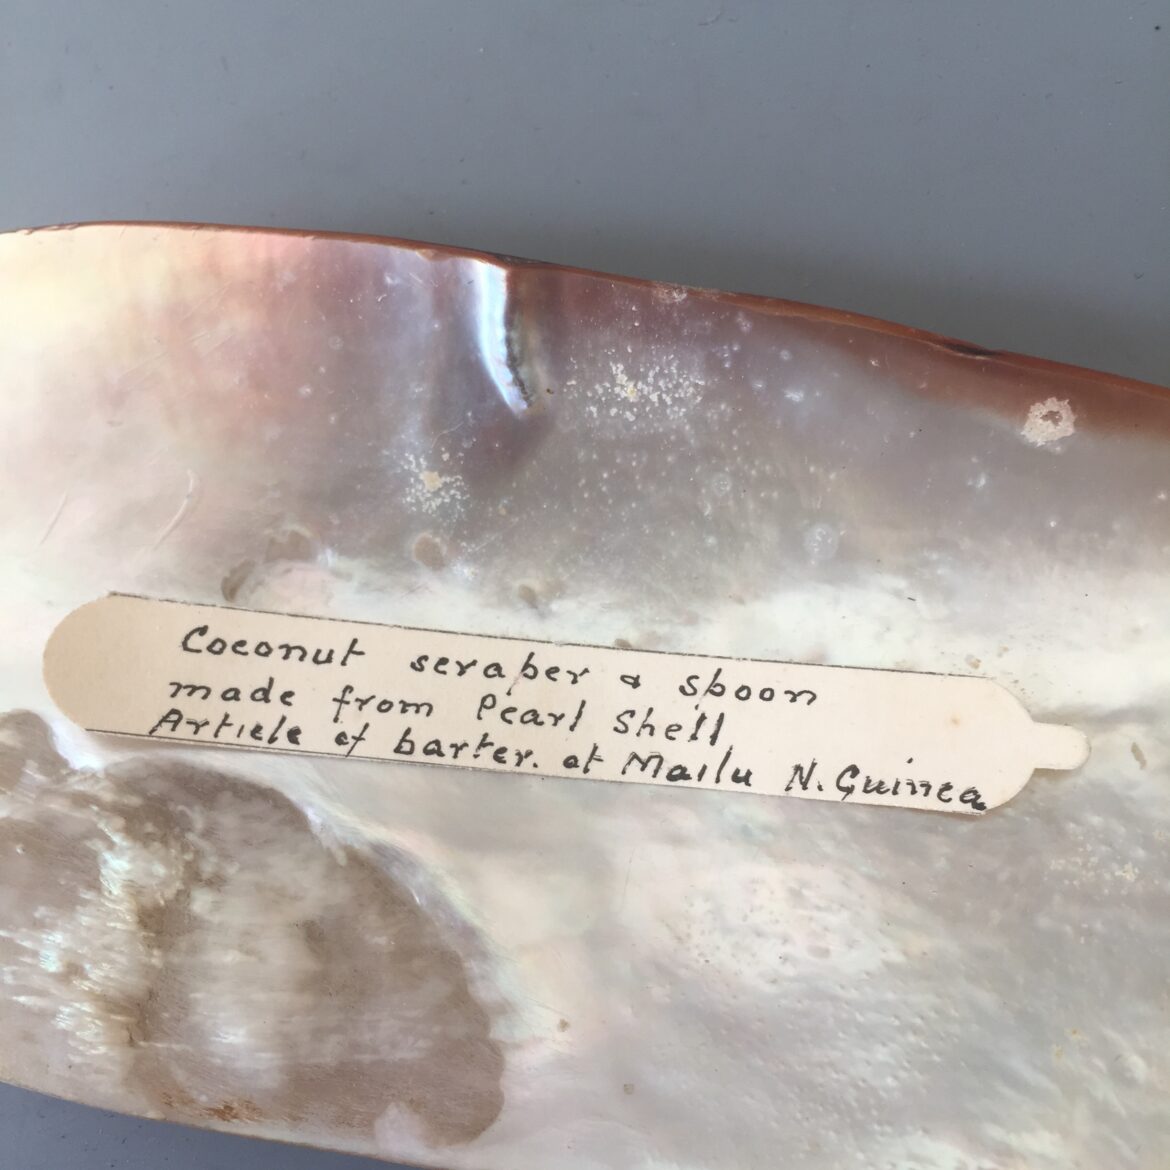 Coconut scraper & spoon
made from Pearl Shell
Article of barter. at Mailu N. Guinea